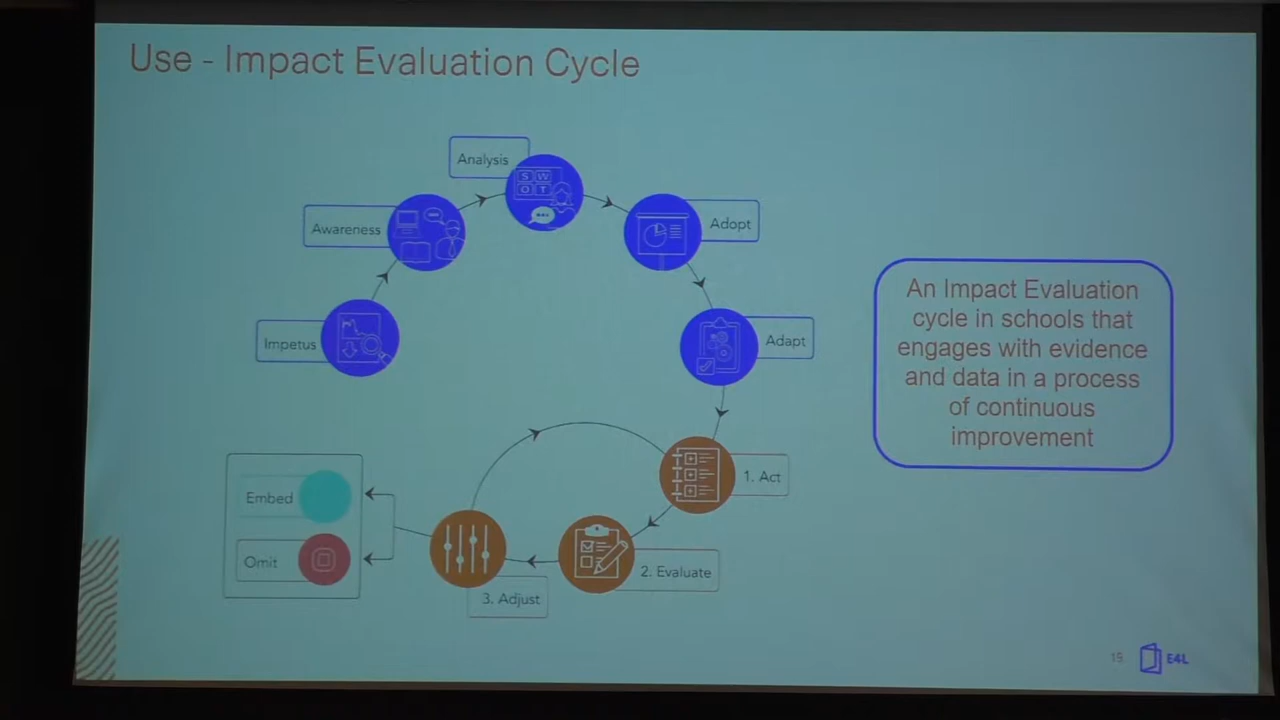 Use - Impact Evaluation Cycle
Analysis
S W
O T
Awareness
Adopt
Impetus
Adapt
An Impact Evaluation
cycle in schools that
engages with evidence
and data in a process
of continuous
improvement
1. Act
Embed
Omit
2. Evaluate
3. Adjust
19
E4L